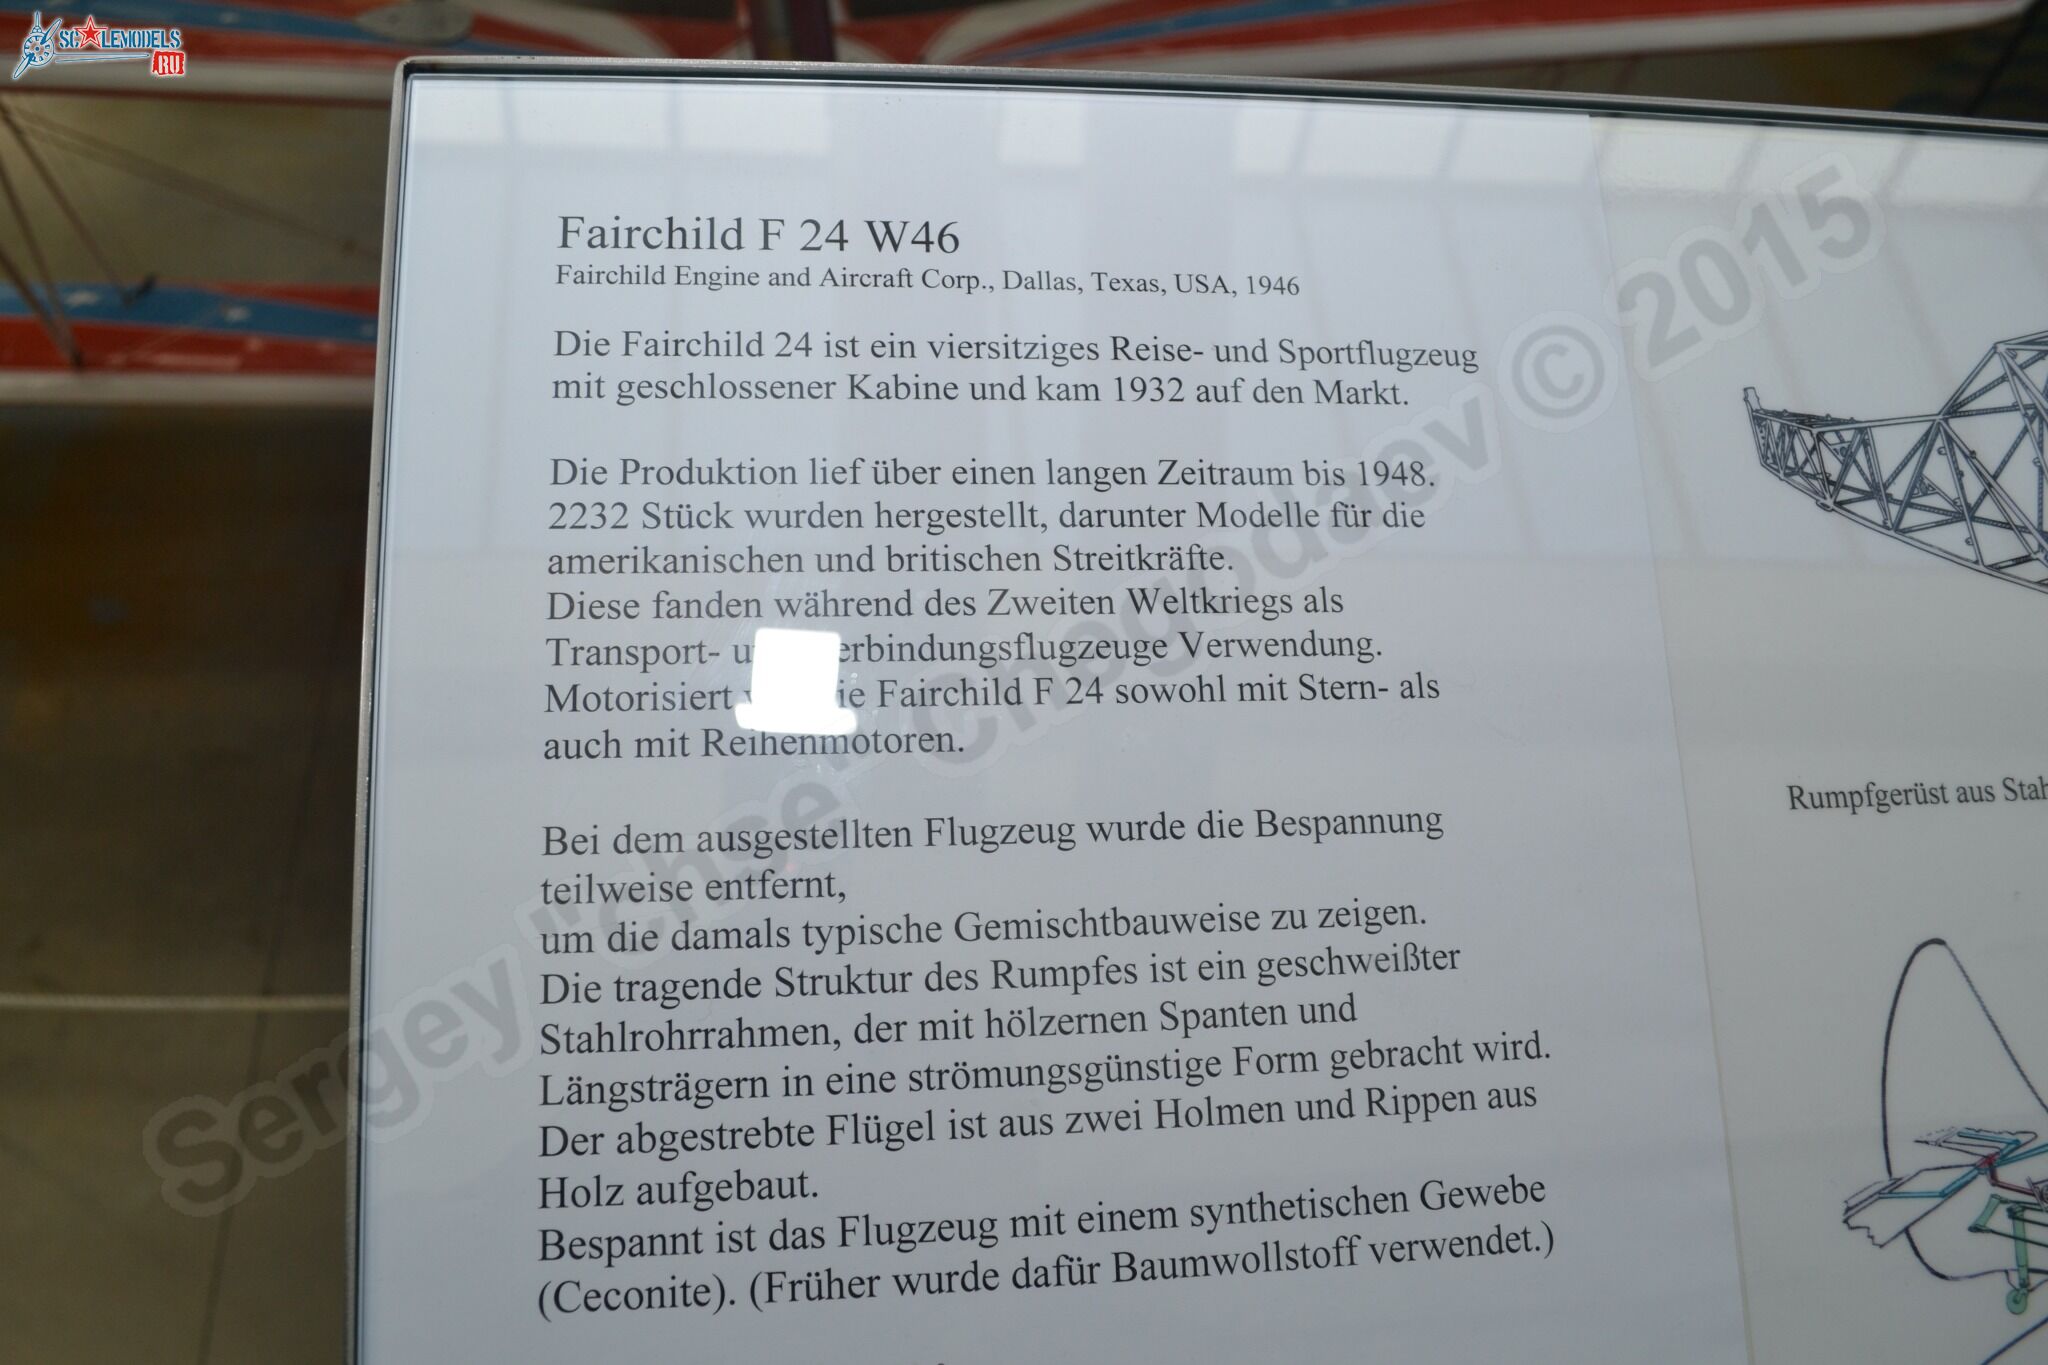 SCALEMODELS
RU
Fairchild F 24 W46
Fairchild Engine and Aircraft Corp., Dallas, Texas, USA, 1946
Die Fairchild 24 ist ein viersitziges Reise- und Sportflugzeug
mit geschlossener Kabine und kam 1932 auf den Markt.
Die Produktion lief über einen langen Zeitraum bis 1948.
2232 Stück wurden hergestellt, darunter Modelle für die
amerikanischen und britischen Streitkräfte.
Diese fanden während des Zweiten Weltkriegs als
Transport- Verwendung.
Motorisiert Fairchild F 24 sowohl mit Stern- als
auch mit Reihenmotoren.
Bei dem ausgestellten Flugzeug wurde die Bespannung
teilweise entfernt,
um die damals typische Gemischtbauweise zu zeigen.
Die tragende Struktur des Rumpfes ist ein geschweißter
Stahlrohrrahmen, der mit hölzernen Spanten und
Längsträgern in eine strömungsgünstige Form gebracht wird.
Der abgestrebte Flügel ist aus zwei Holmen und Rippen aus
Holz aufgebaut.
Bespannt ist das Flugzeug mit einem synthetischen Gewebe
(Ceconite). (Früher wurde dafür Baumwollstoff verwendet.)
Rumpfgerüst aus
Sergey "chse" Chegodaev © 2015